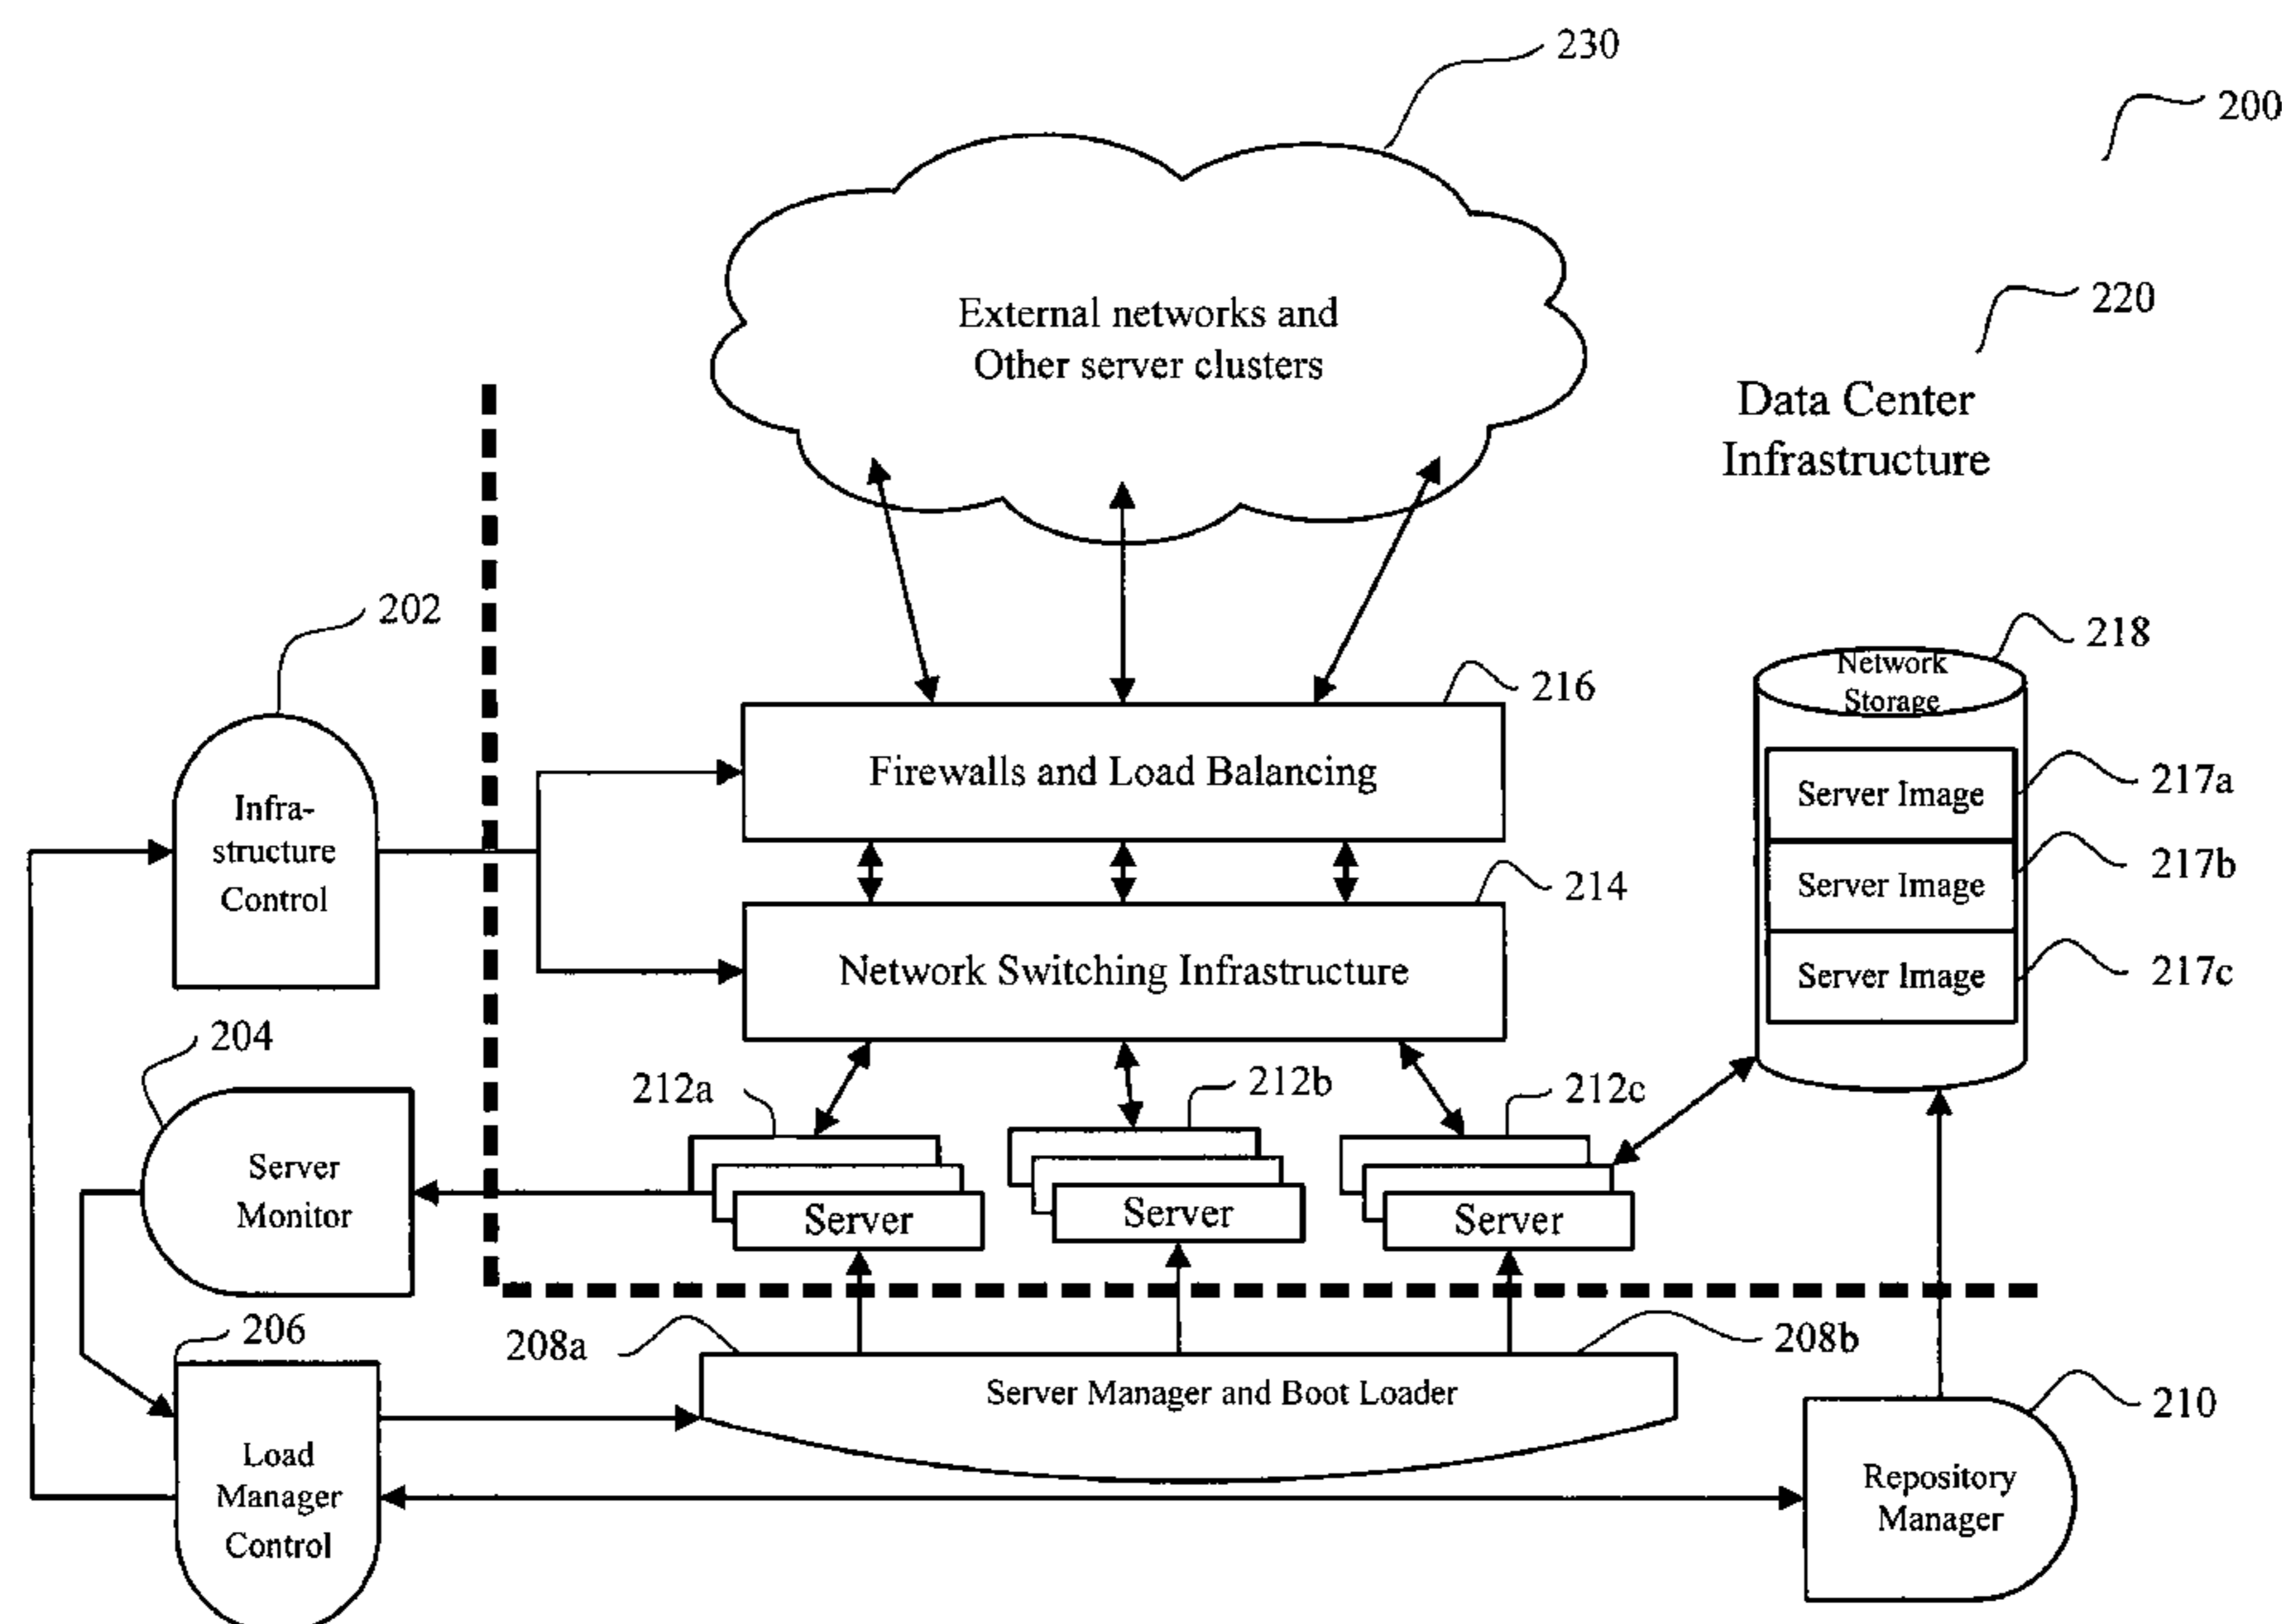 230
200
External networks and
Other server clusters
220
Data Center
Infrastructure
202
218
Network
Storage
216
Firewalls and Load Balancing
Infra-
structure
Control
217a
Server Image
217b
Server Image
217c
Server Image
214
Network Switching Infrastructure
204
Server
Monitor
212a
212b
212c
Server
Server
Server
206
208a
208b
Server Manager and Boot Loader
210
Load
Manager
Control
Repository
Manager